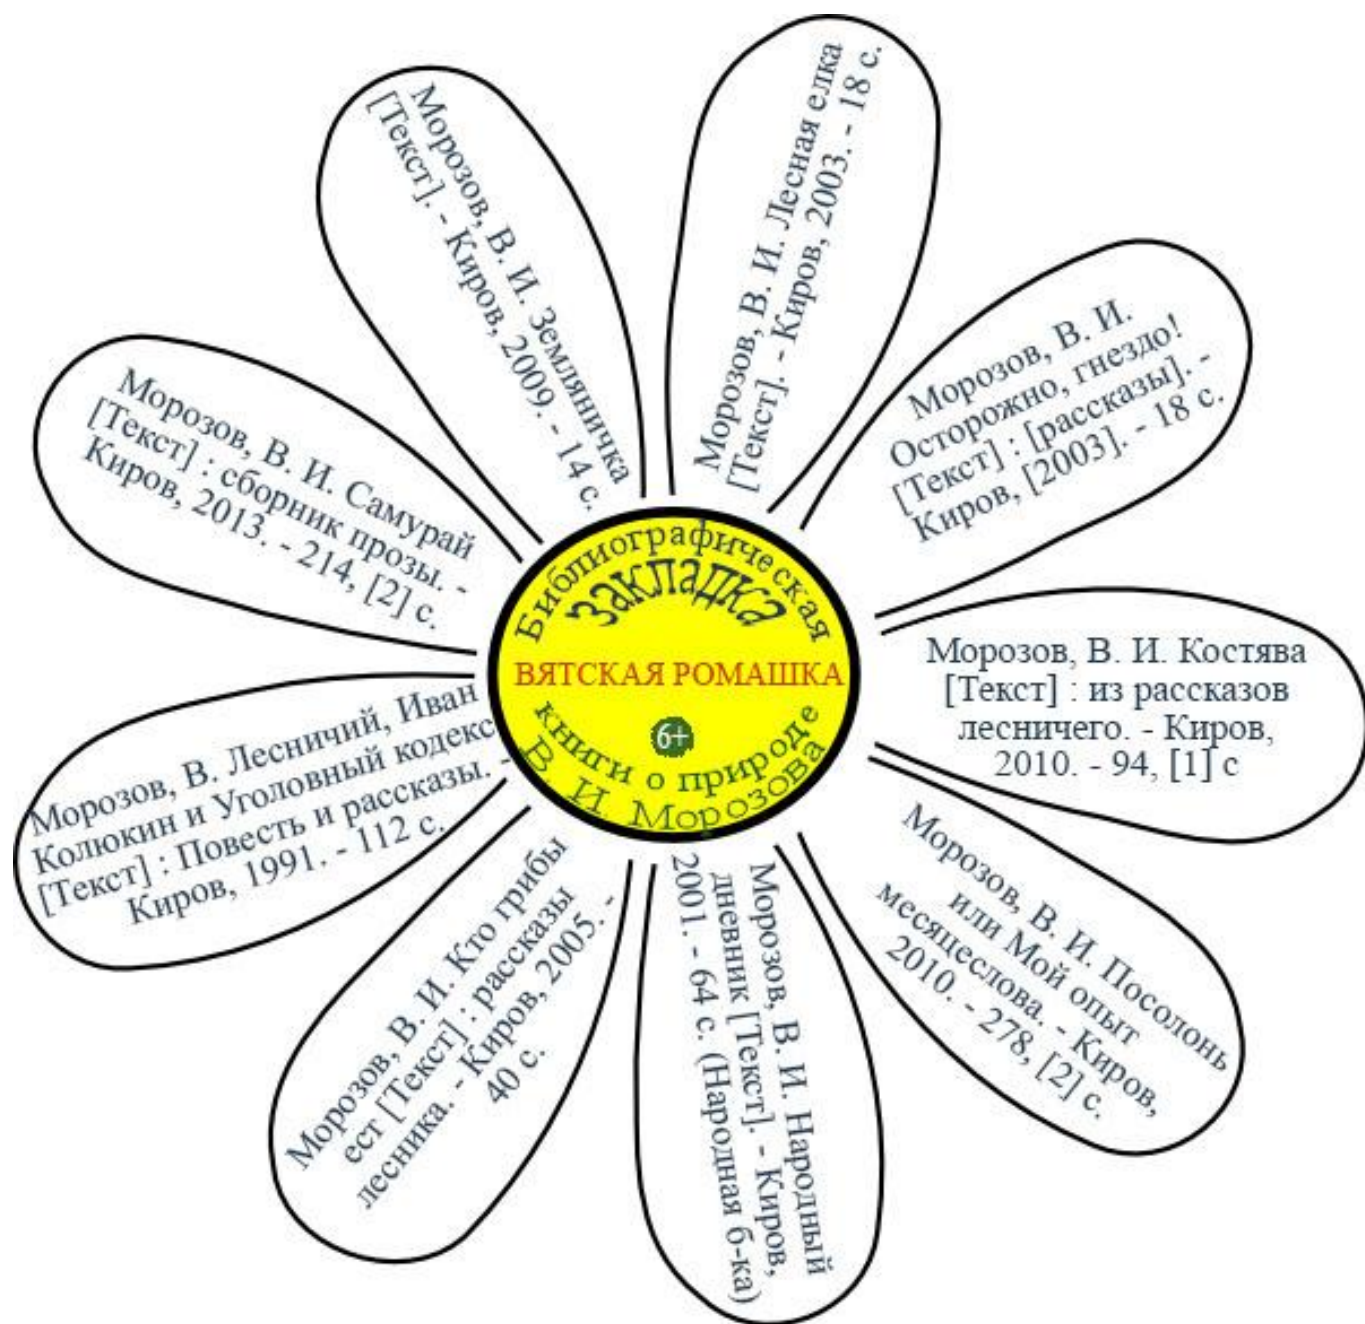 Библиографическая
закладка
ВЯТСКАЯ РОМАШКА
6+
книги о природе
В. И. Морозова
Морозов, В. И. Лесная елка
[Текст]. - Киров, 2003. - 18 с.
Морозов, В. И.
Осторожно, гнездо!
[Текст] : [рассказы]. -
Киров, [2003]. - 18 с.
Морозов, В. И. Костява
[Текст] : из рассказов
лесничего. - Киров,
2010. - 94, [1] с
Морозов, В. И. Посолонь
или Мой опыт
месяцеслова. - Киров,
2010. - 278, [2] с.
Морозов, В. И. Народный
дневник [Текст]. - Киров,
2001. - 64 с. (Народная б-ка)
Морозов, В. И. Кто грибы
ест [Текст] : рассказы
лесника. - Киров, 2005. -
40 с.
Морозов, В. Лесничий, Иван
Колюкин и Уголовный кодекс
[Текст] : Повесть и рассказы. -
Киров, 1991. - 112 с.
Морозов, В. И. Самурай
[Текст] : сборник прозы. -
Киров, 2013. - 214, [2] с.
Морозов, В. И. Земляничка
[Текст]. - Киров, 2009. - 14 с.